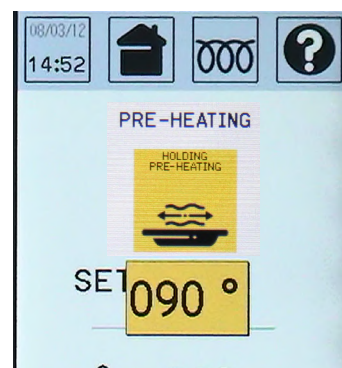 08/03/12
14:52
?
PRE-HEATING
HOLDING
PRE-HEATING
SET
090 °